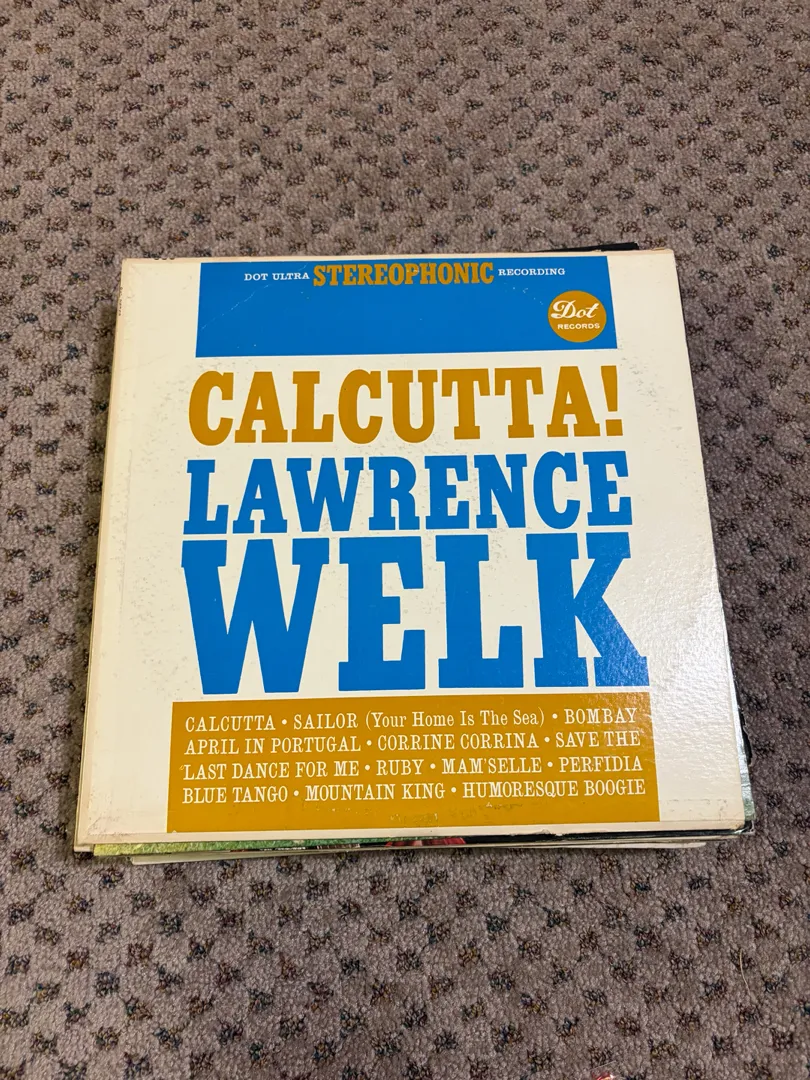 DOT ULTRA STEREOPHONIC RECORDING
Dot
RECORDS
CALCUTTA!
LAWRENCE
WELK
CALCUTTA • SAILOR (Your Home Is The Sea) • BOMBAY
APRIL IN PORTUGAL • CORRINE CORRINA • SAVE THE
LAST DANCE FOR ME • RUBY • MAM'SELLE • PERFIDIA
BLUE TANGO • MOUNTAIN KING • HUMORESQUE BOOGIE